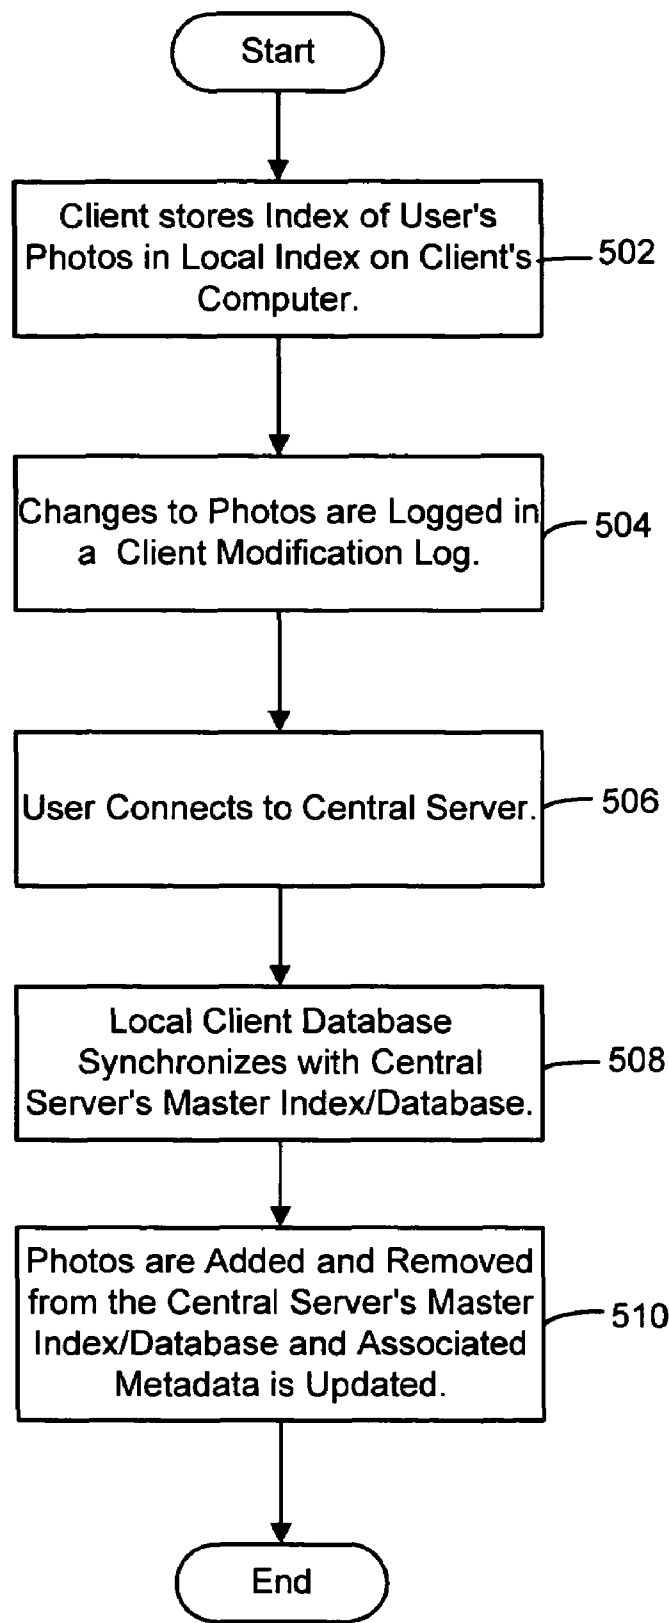 Start
Client stores Index of User's
Photos in Local Index on Client's
Computer.
502
Changes to Photos are Logged in
a Client Modification Log.
504
User Connects to Central Server.
506
Local Client Database
Synchronizes with Central
Server's Master Index/Database.
508
Photos are Added and Removed
from the Central Server's Master
Index/Database and Associated
Metadata is Updated.
510
End